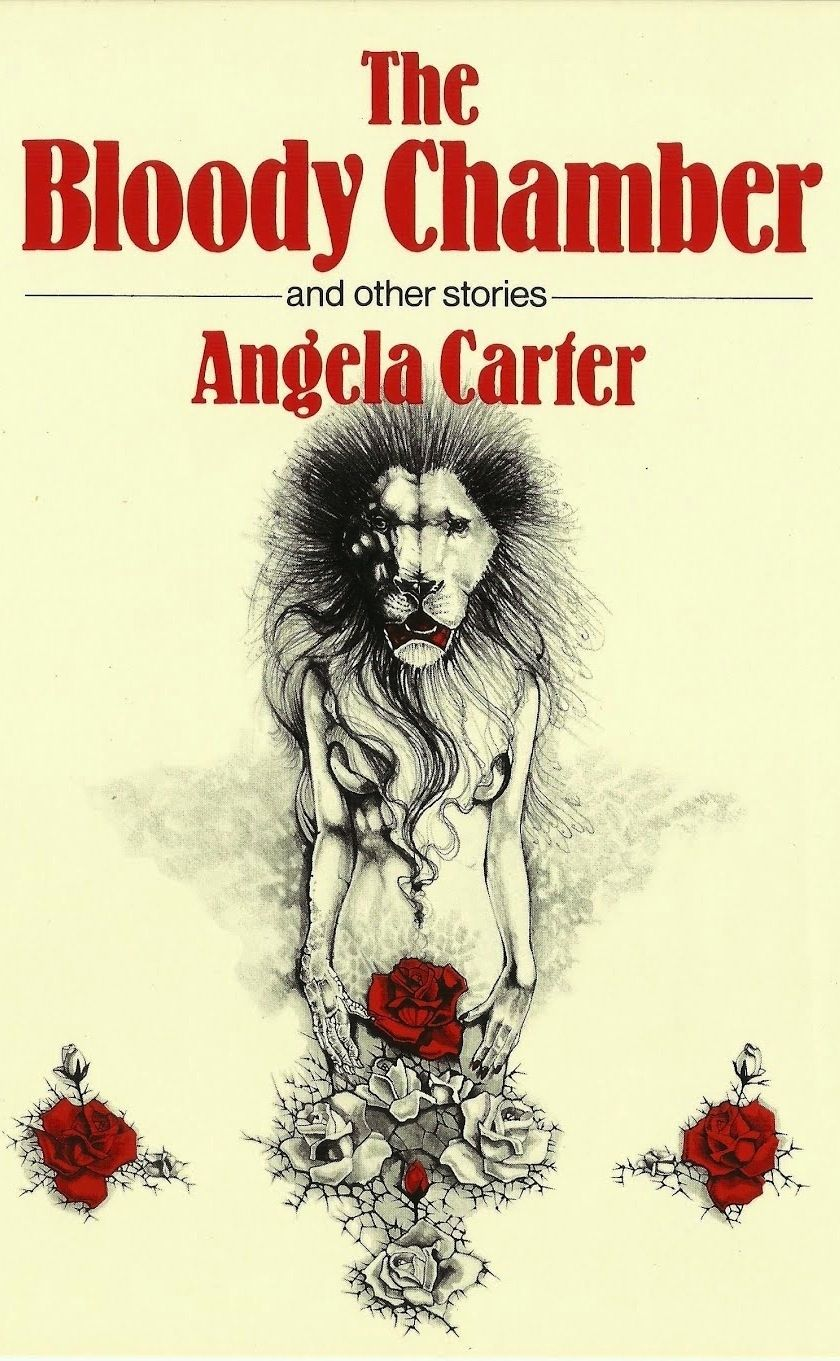 The
Bloody Chamber
and other stories
Angela Carter